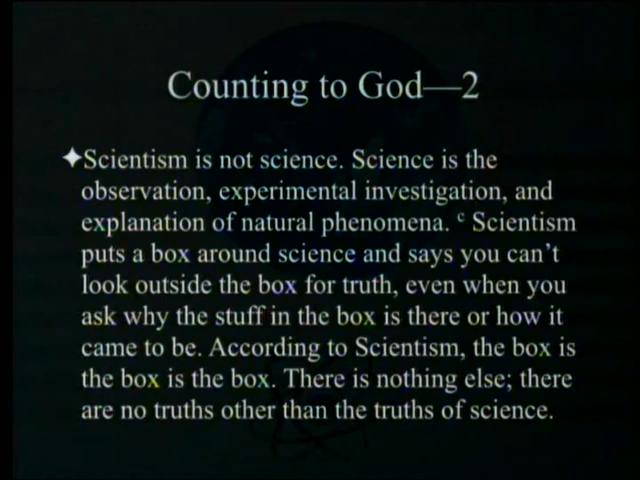 Counting to God—2
✦Scientism is not science. Science is the
observation, experimental investigation, and
explanation of natural phenomena. ᶜ Scientism
puts a box around science and says you can't
look outside the box for truth, even when you
ask why the stuff in the box is there or how it
came to be. According to Scientism, the box is
the box is the box. There is nothing else; there
are no truths other than the truths of science.